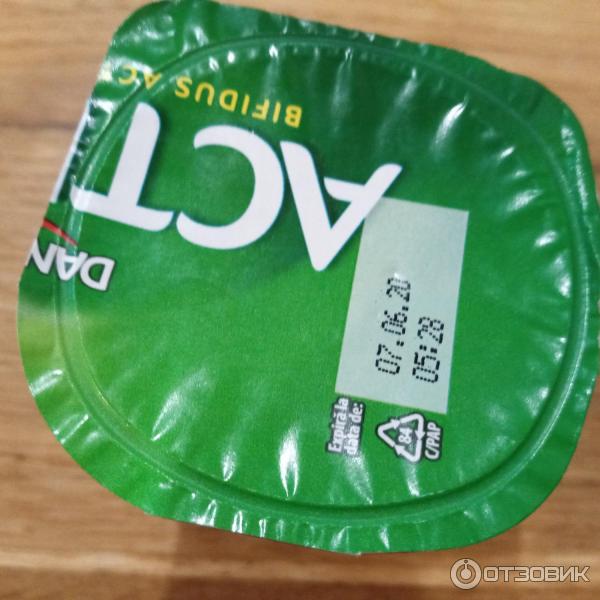 DAN
ACTI
BIFIDUS AC
Expiră la
data de:
07.06.20
05:28
84
C/PAP
ОТЗОВИК